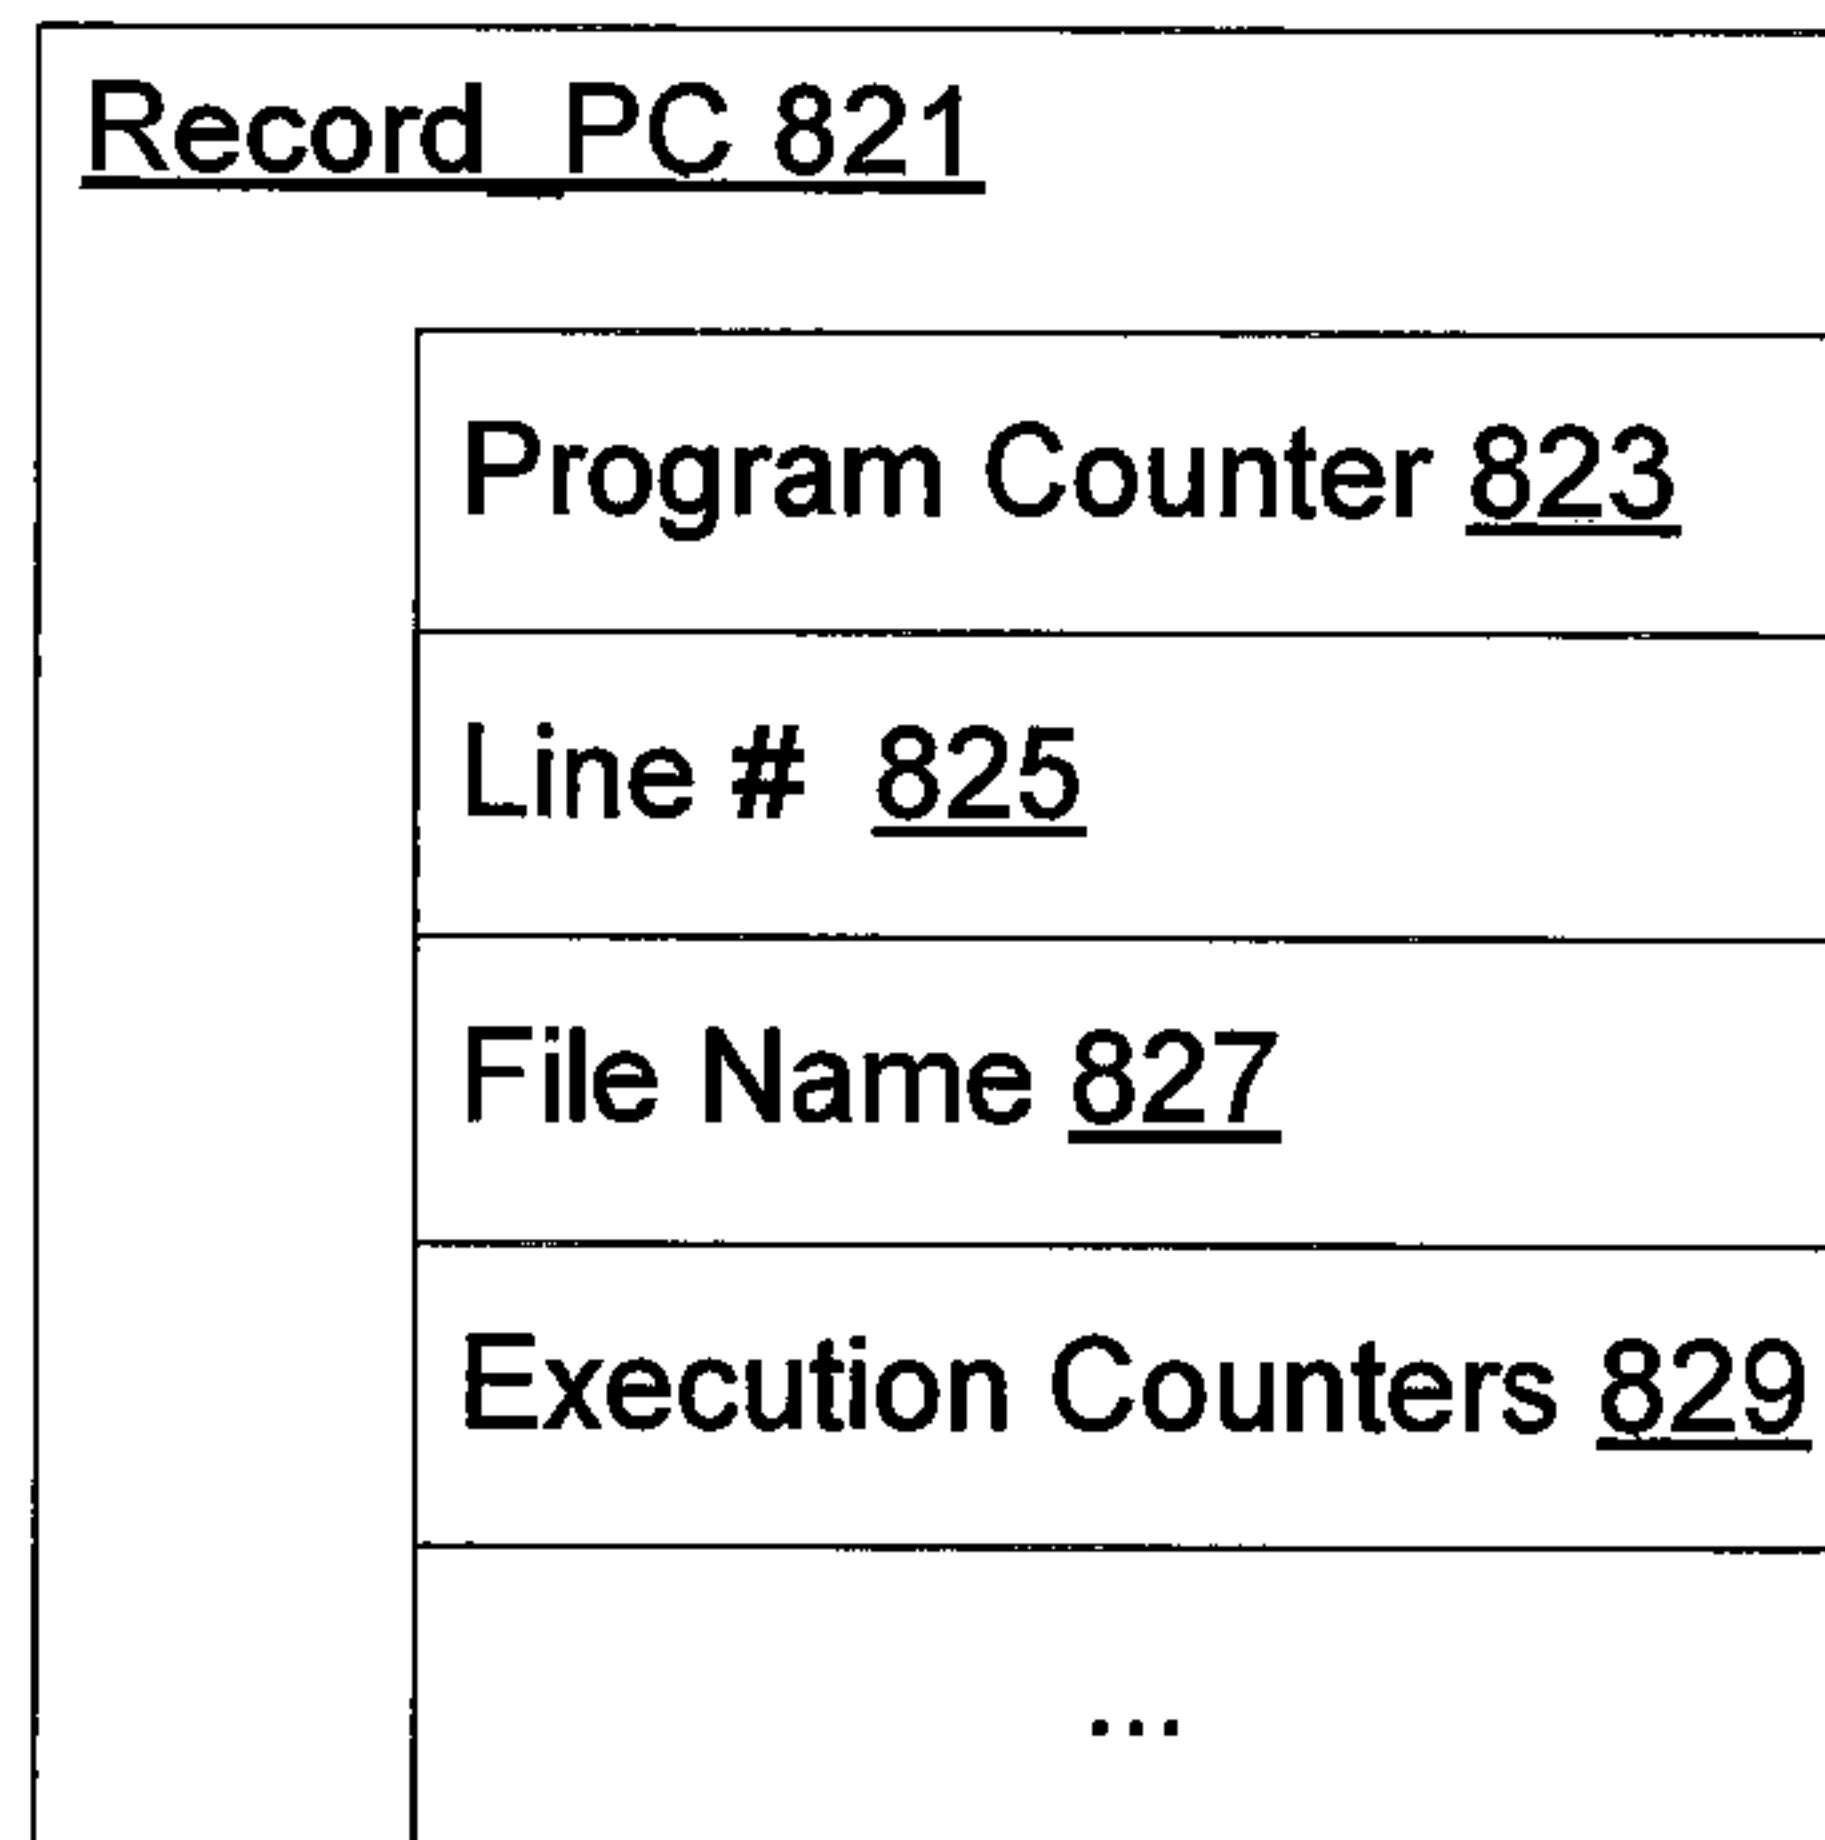 Record_PC 821
Program Counter 823
Line # 825
File Name 827
Execution Counters 829
...